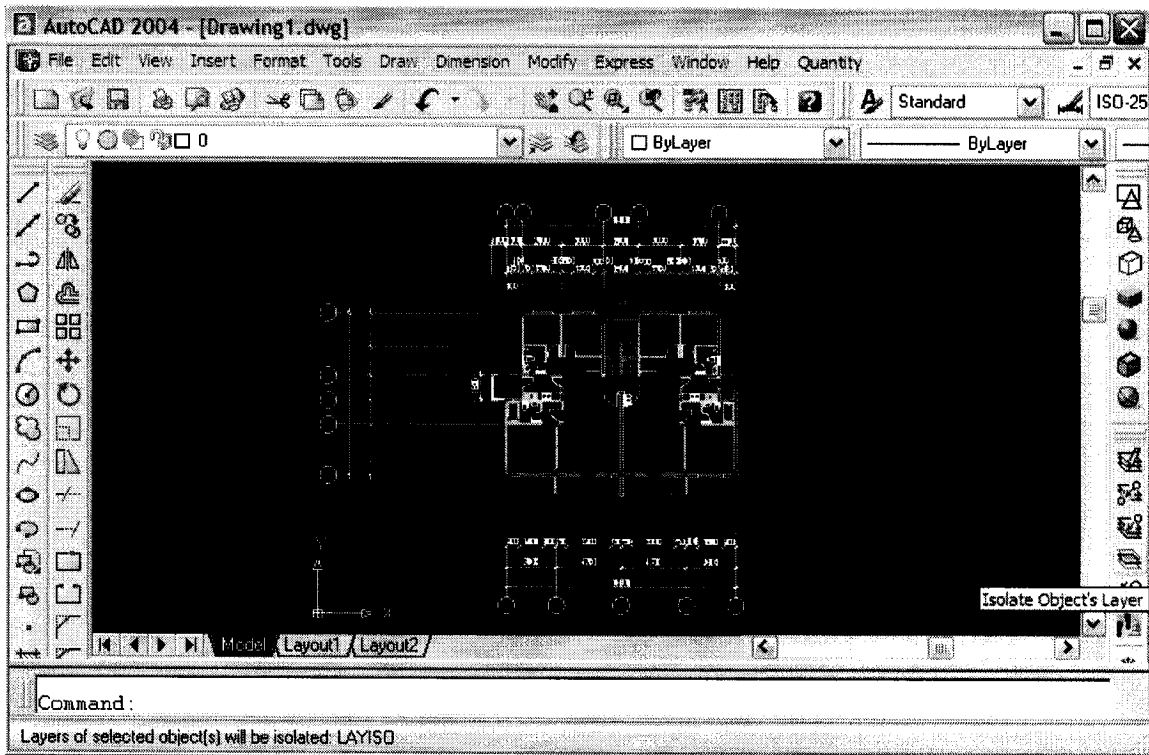 AutoCAD 2004 - [Drawing1.dwg]
File Edit View Insert Format Tools Draw Dimension Modify Express Window Help Quantity
Standard ISO-25
0 ByLayer ByLayer
Isolate Object's Layer
Model Layout1 Layout2
Command:
Layers of selected object(s) will be isolated: LAYISO